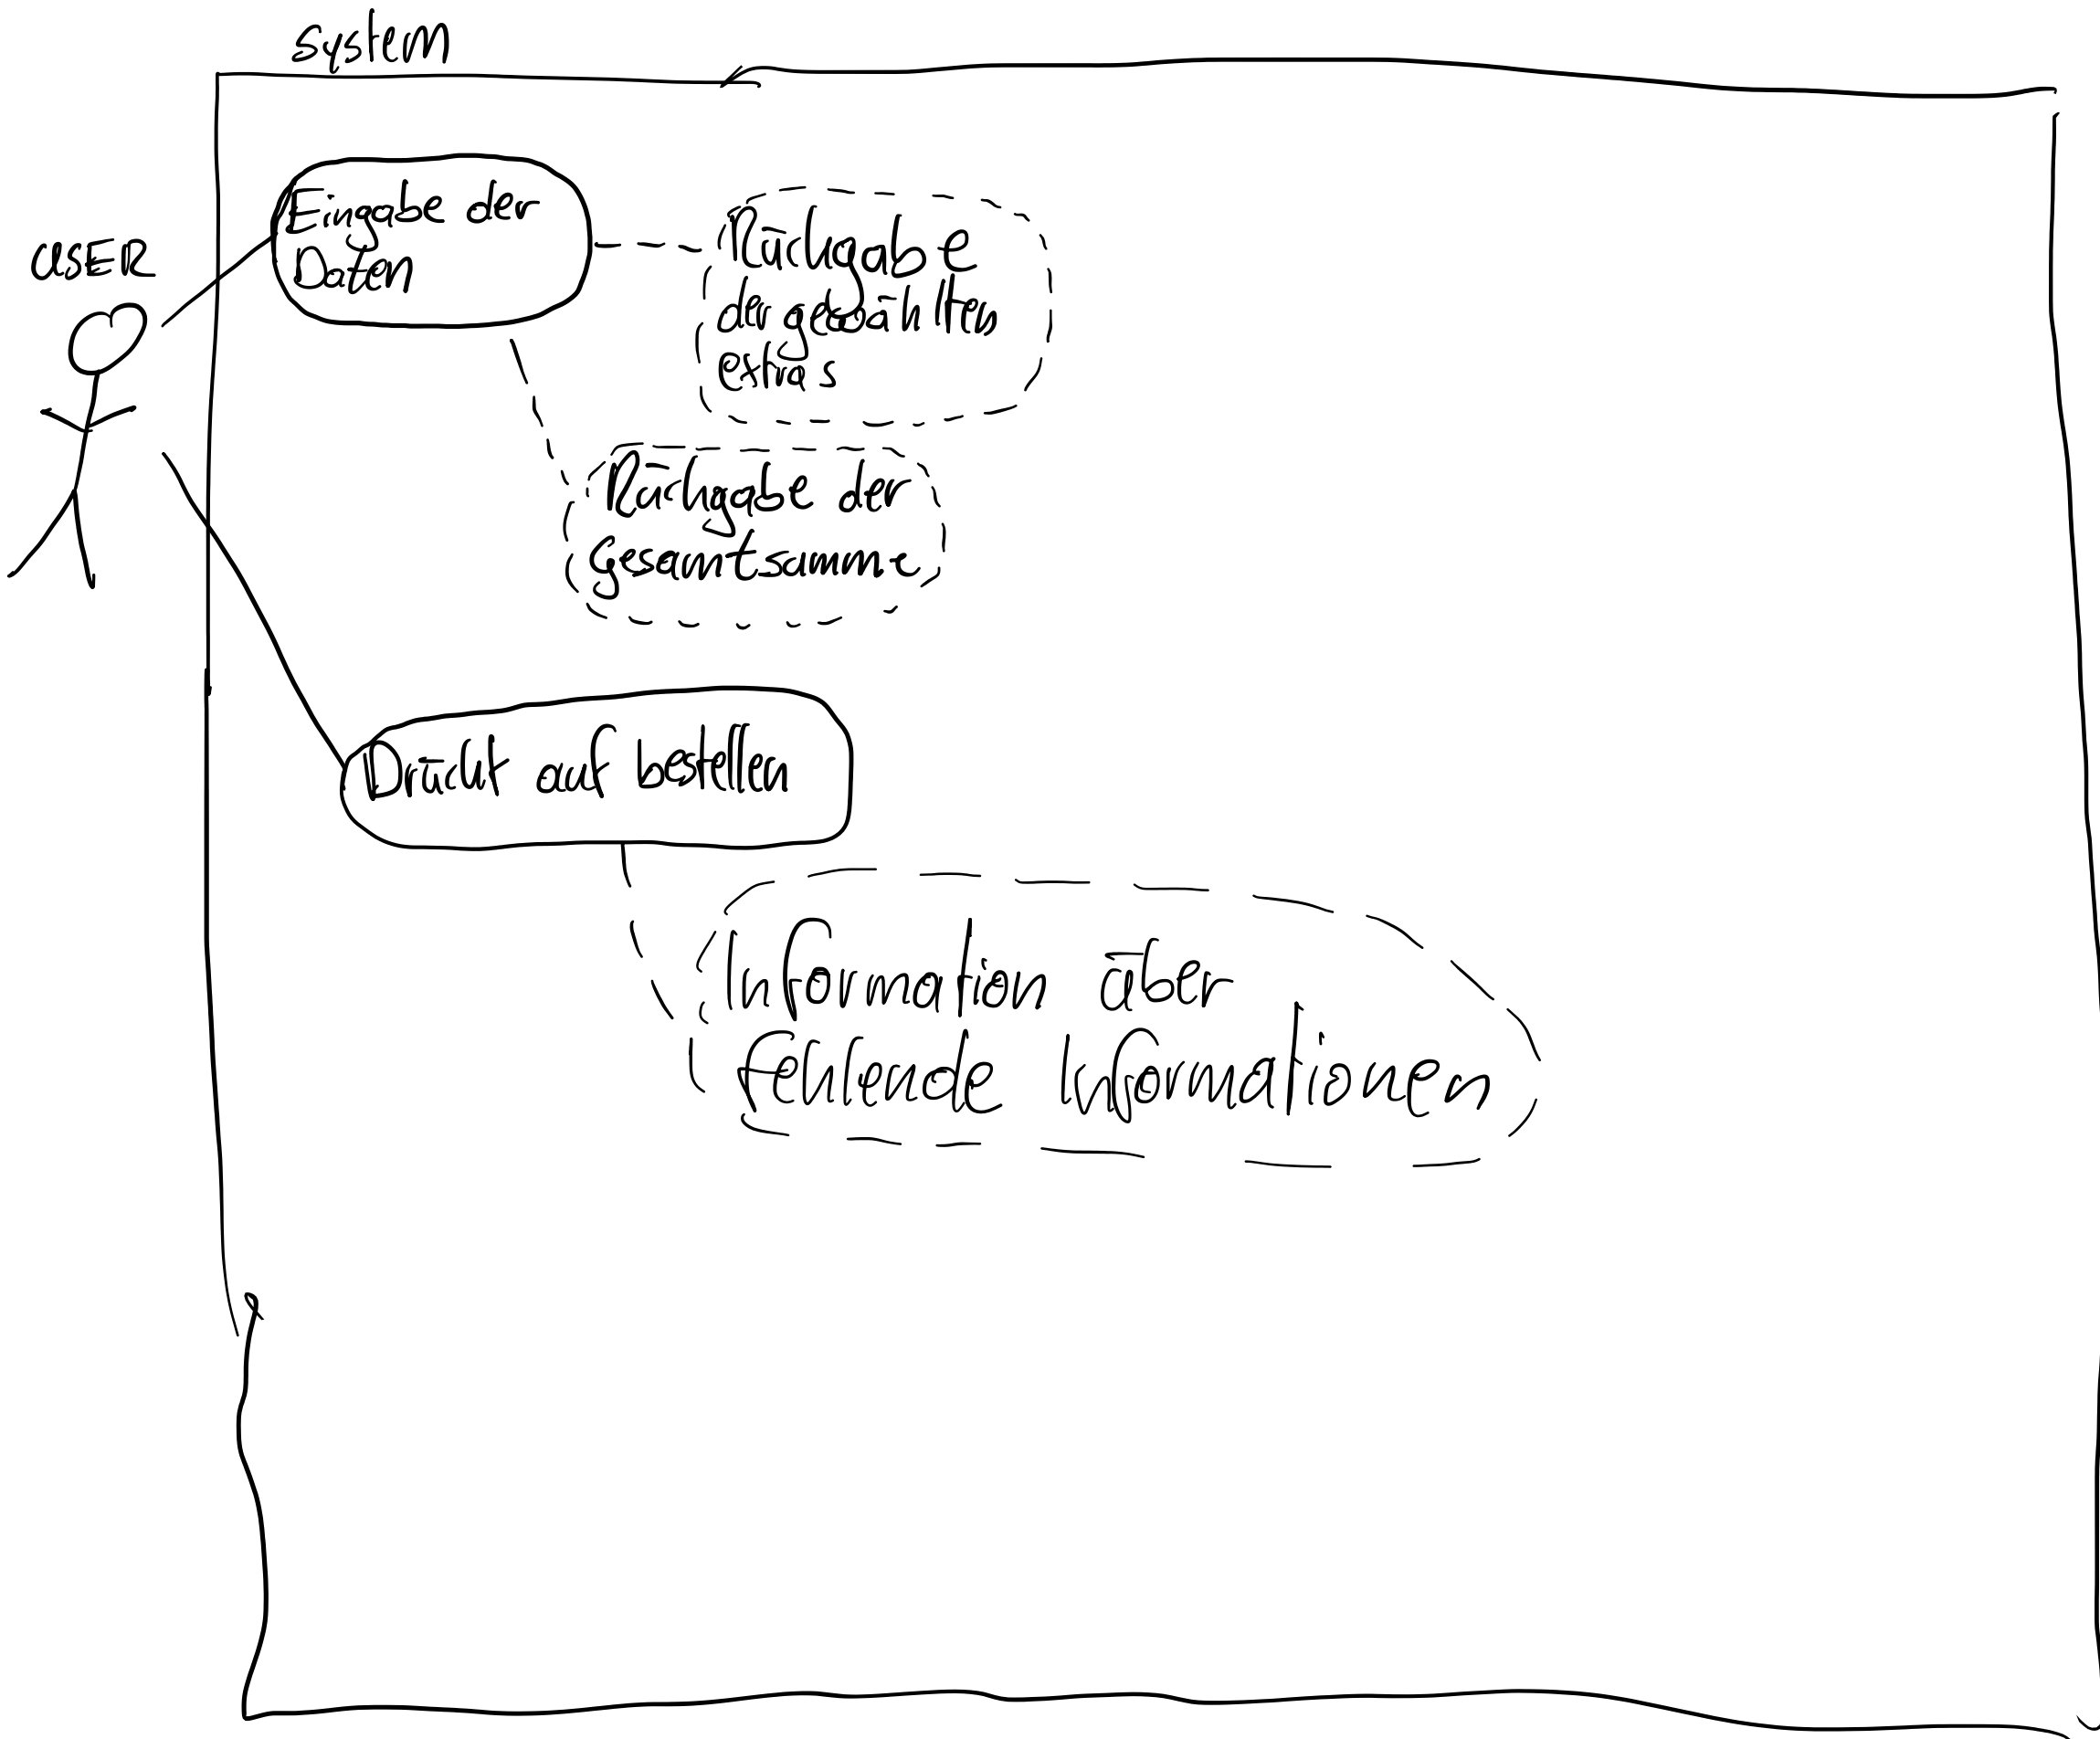 System
USER
Eingabe der
Daten
Rückgabe
der gewählten
extras
Rückgabe der
Gesamtsumme
Drückt auf bestellen
Information über
fehlende Informationen